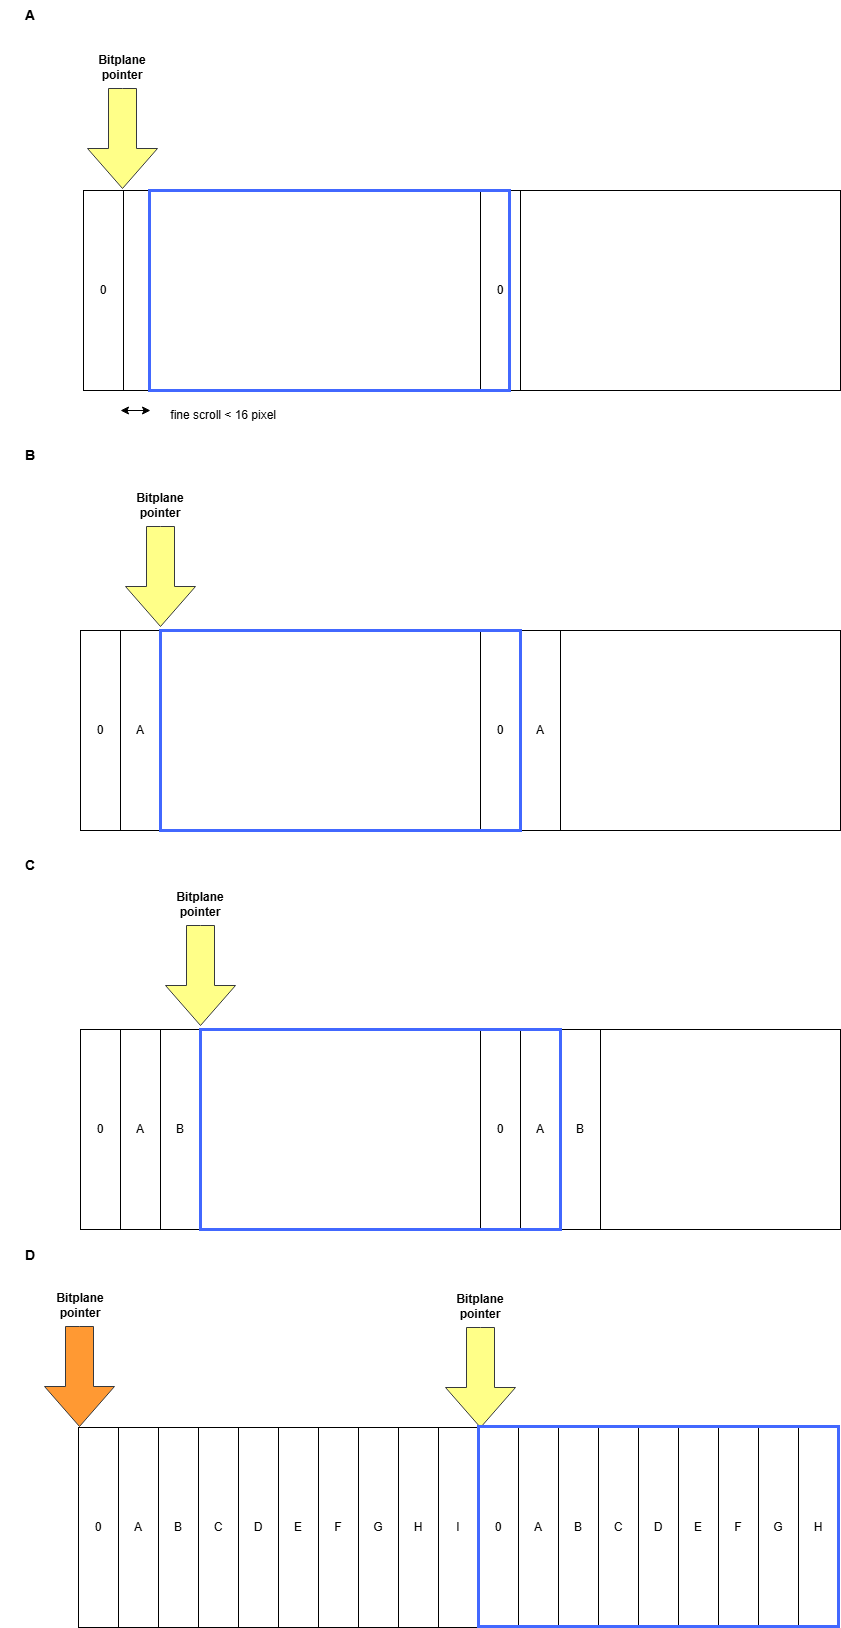 A
Bitplane
pointer
0
0
fine scroll < 16 pixel
B
Bitplane
pointer
0 A 0 A
C
Bitplane
pointer
0 A B 0 A B
D
Bitplane
pointer
Bitplane
pointer
0 A B C D E F G H I 0 A B C D E F G H